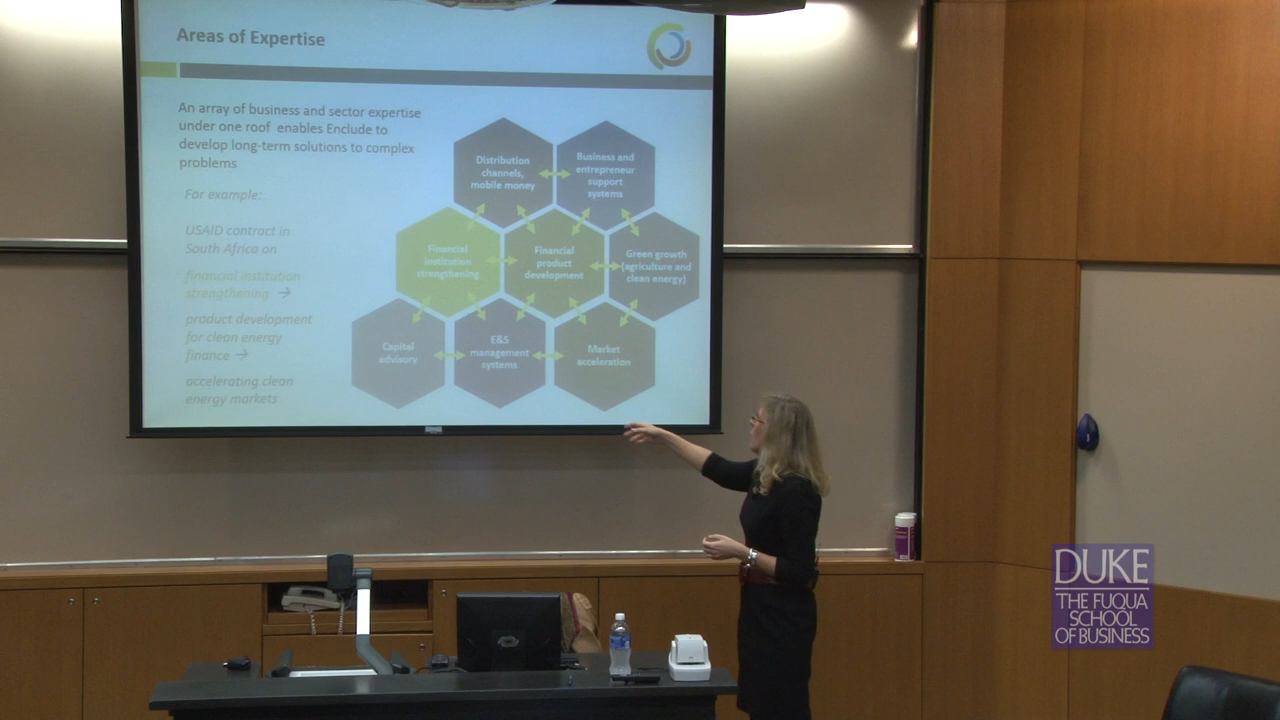 Areas of Expertise
An array of business and sector expertise
under one roof enables Enclude to
develop long-term solutions to complex
problems
For example:
USAID contract in
South Africa on
financial institution
strengthening →
product development
for clean energy
finance →
accelerating clean
energy markets
Distribution
channels,
mobile money
Business and
entrepreneur
support
systems
Financial
institution
strengthening
Financial
product
development
Green growth
(agriculture and
clean energy)
Capital
advisory
E&S
management
systems
Market
acceleration
DUKE
THE FUQUA
SCHOOL
OF BUSINESS